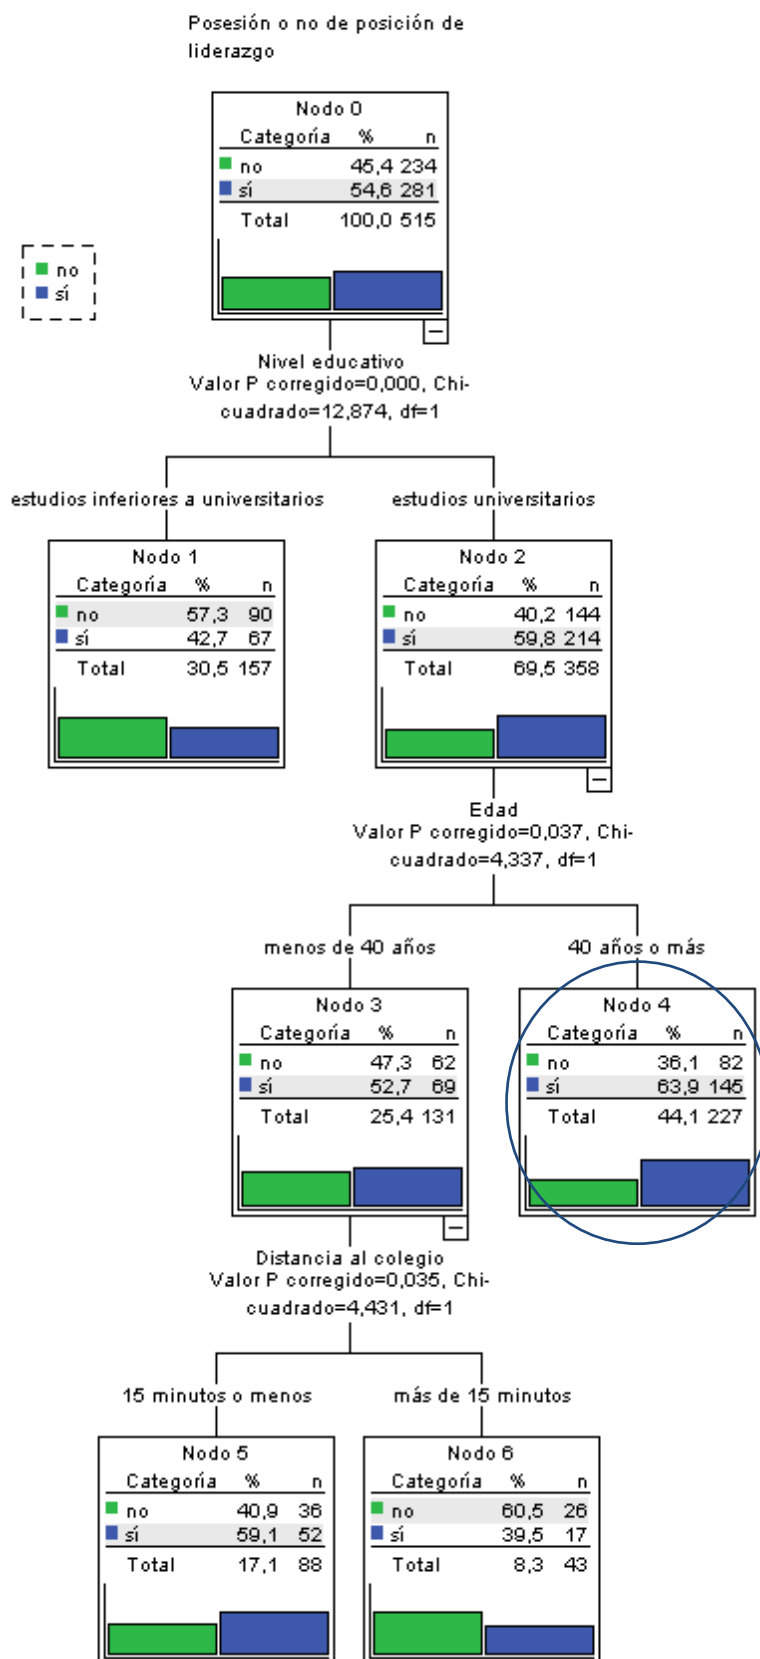 Posesión o no de posición de
liderazgo
Nodo 0
Categoría % n
no 45,4 234
sí 54,6 281
Total 100,0 515
no
sí
Nivel educativo
Valor P corregido=0,000, Chi-
cuadrado=12,874, df=1
estudios inferiores a universitarios
estudios universitarios
Nodo 1
Categoría % n
no 57,3 90
sí 42,7 67
Total 30,5 157
Nodo 2
Categoría % n
no 40,2 144
sí 59,8 214
Total 69,5 358
Edad
Valor P corregido=0,037, Chi-
cuadrado=4,337, df=1
menos de 40 años
40 años o más
Nodo 3
Categoría % n
no 47,3 62
sí 52,7 69
Total 25,4 131
Nodo 4
Categoría % n
no 36,1 82
sí 63,9 145
Total 44,1 227
Distancia al colegio
Valor P corregido=0,035, Chi-
cuadrado=4,431, df=1
15 minutos o menos
más de 15 minutos
Nodo 5
Categoría % n
no 40,9 36
sí 59,1 52
Total 17,1 88
Nodo 6
Categoría % n
no 60,5 26
sí 39,5 17
Total 8,3 43